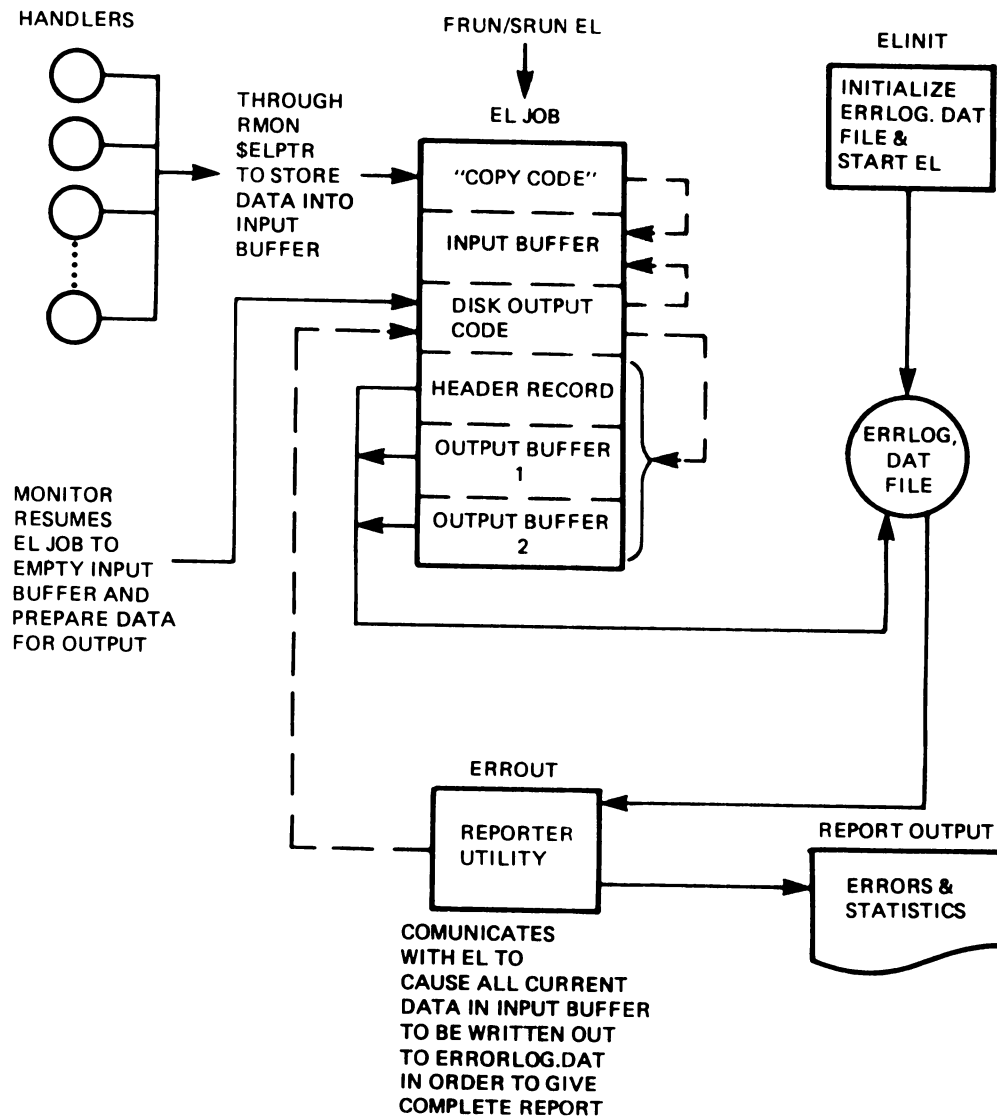 HANDLERS
THROUGH
RMON
$ELPTR
TO STORE
DATA INTO
INPUT
BUFFER
FRUN/SRUN EL
EL JOB
"COPY CODE"
INPUT BUFFER
DISK OUTPUT
CODE
HEADER RECORD
OUTPUT BUFFER
1
OUTPUT BUFFER
2
ELINIT
INITIALIZE
ERRLOG. DAT
FILE &
START EL
ERRLOG,
DAT
FILE
MONITOR
RESUMES
EL JOB TO
EMPTY INPUT
BUFFER AND
PREPARE DATA
FOR OUTPUT
ERROUT
REPORTER
UTILITY
COMUNICATES
WITH EL TO
CAUSE ALL CURRENT
DATA IN INPUT BUFFER
TO BE WRITTEN OUT
TO ERRORLOG.DAT
IN ORDER TO GIVE
COMPLETE REPORT
REPORT OUTPUT
ERRORS &
STATISTICS